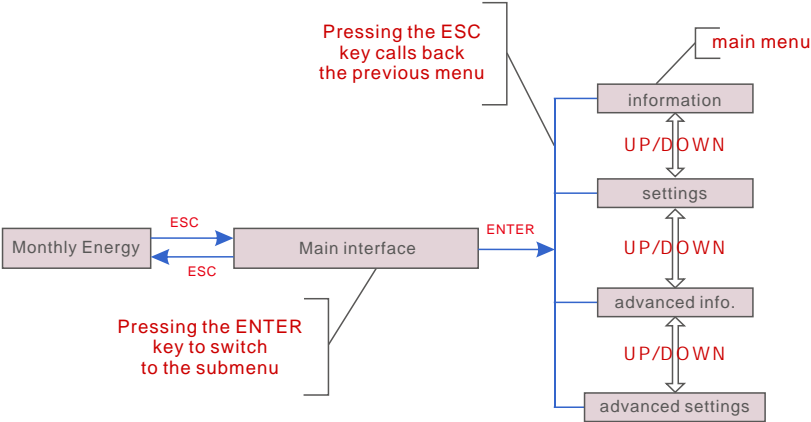 Pressing the ESC
key calls back
the previous menu
main menu
information
UP/DOWN
settings
ESC
ENTER
Monthly Energy
Main interface
UP/DOWN
ESC
advanced info.
Pressing the ENTER
key to switch
to the submenu
UP/DOWN
advanced settings